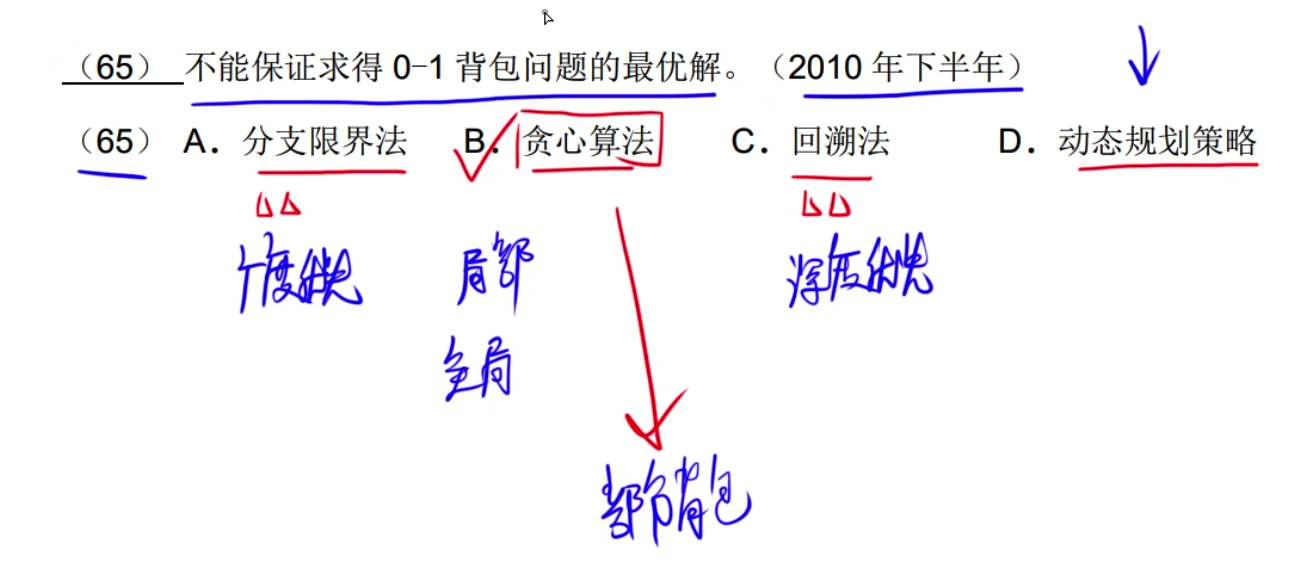 （65） 不能保证求得 0-1 背包问题的最优解。（2010 年下半年）
（65） A．分支限界法 B．贪心算法 C．回溯法 D．动态规划策略
广度优先 局部 深度优先
全局
部分背包